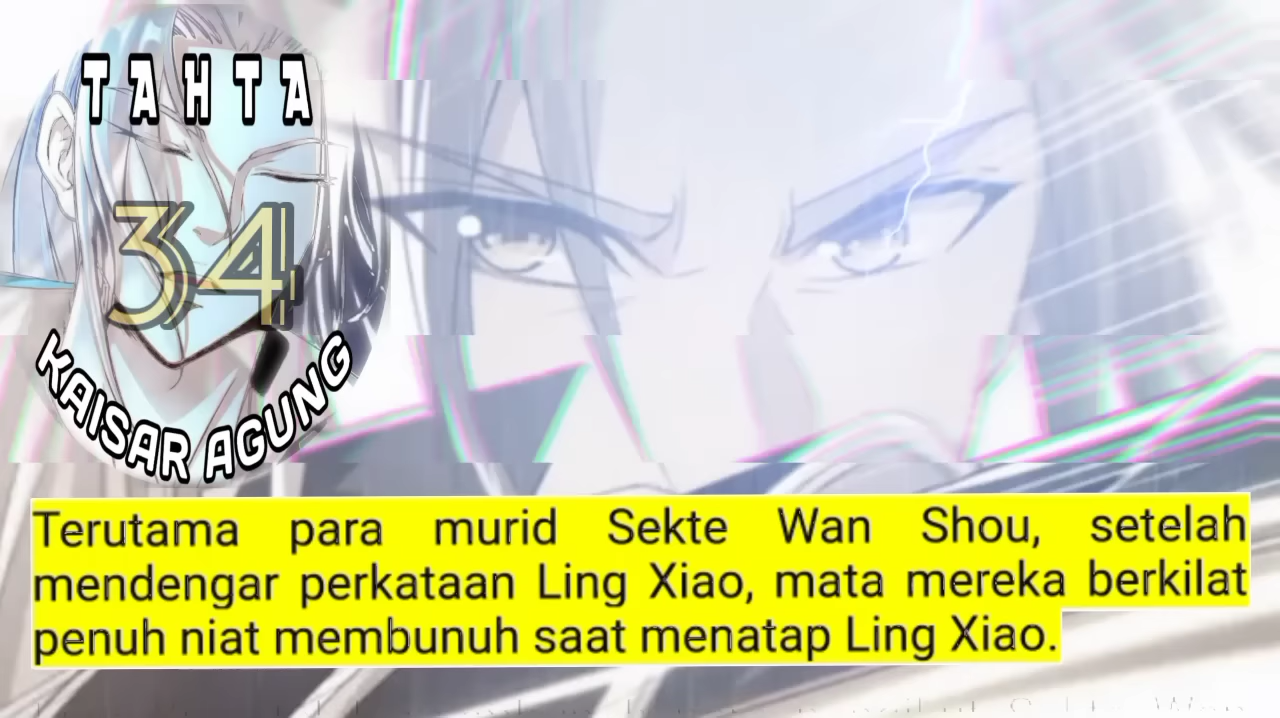 TAHTA
34
KAISAR AGUNG
Terutama para murid Sekte Wan Shou, setelah
mendengar perkataan Ling Xiao, mata mereka berkilat
penuh niat membunuh saat menatap Ling Xiao.